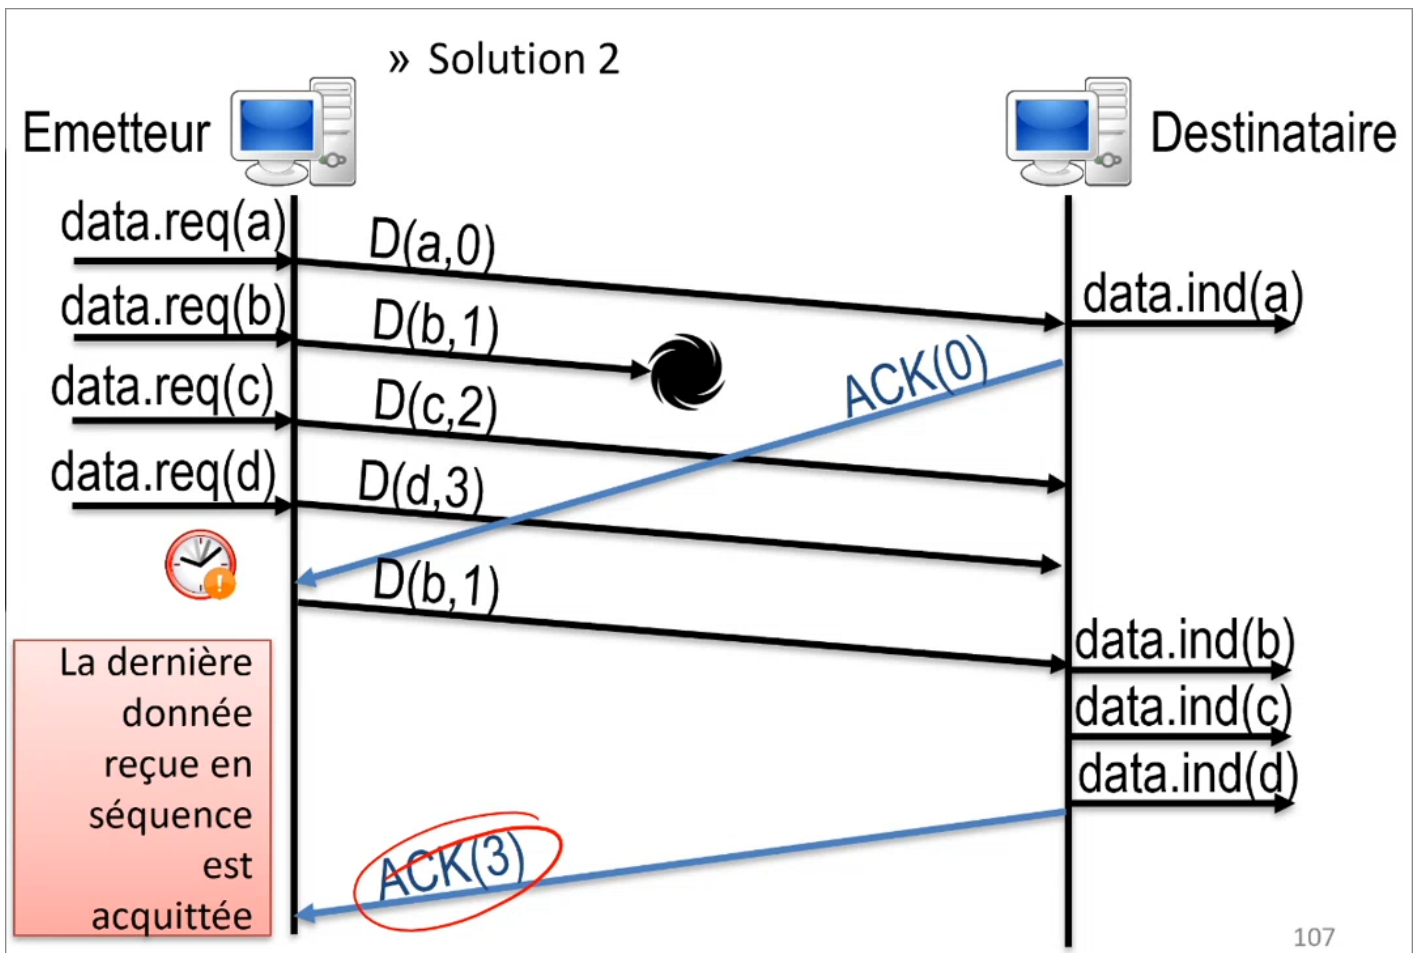 » Solution 2
Emetteur
Destinataire
data.req(a)
D(a,0)
data.ind(a)
data.req(b)
D(b,1)
ACK(0)
data.req(c)
D(c,2)
data.req(d)
D(d,3)
D(b,1)
data.ind(b)
data.ind(c)
data.ind(d)
La dernière
donnée
reçue en
séquence
est
acquittée
ACK(3)
107